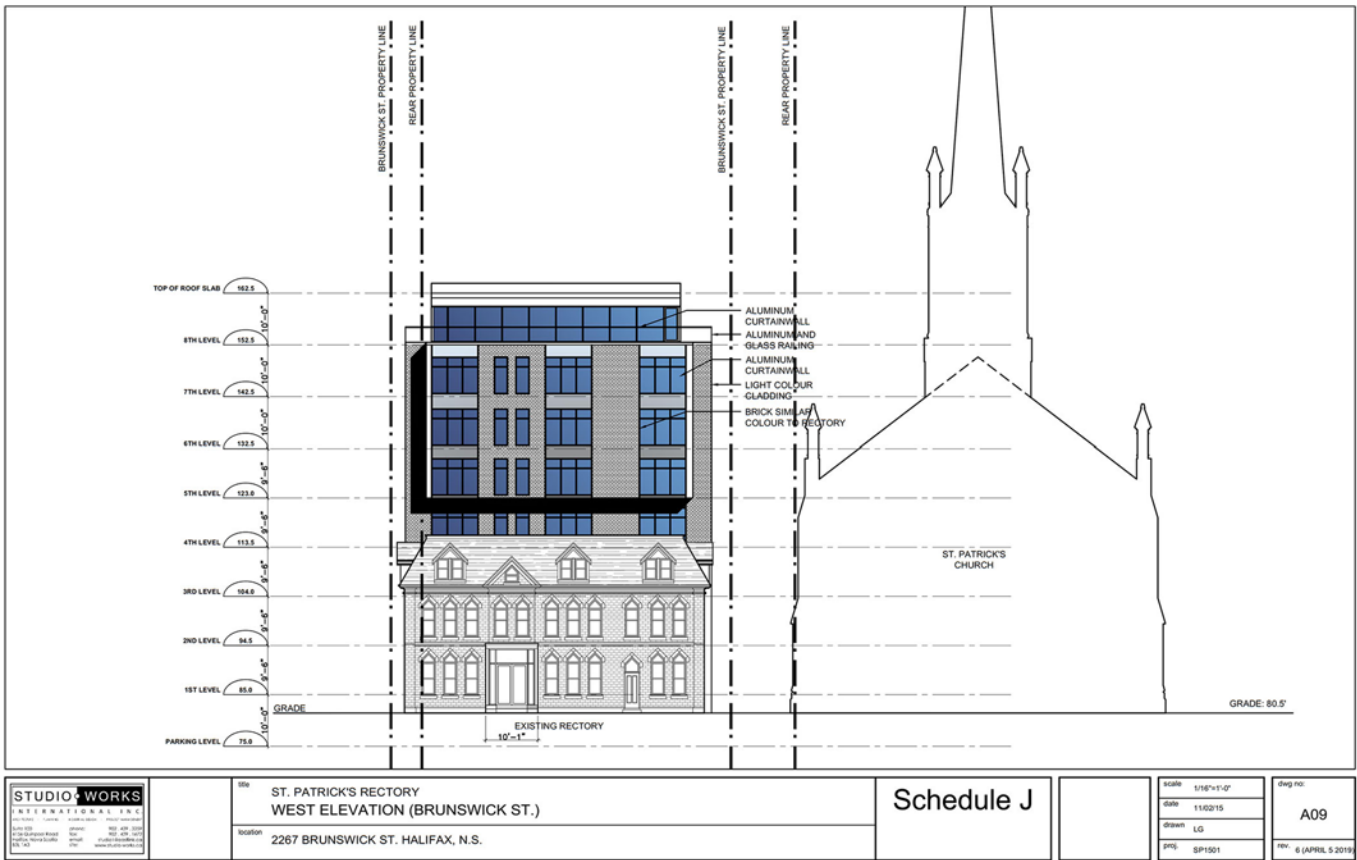 BRUNSWICK ST. PROPERTY LINE
REAR PROPERTY LINE
BRUNSWICK ST. PROPERTY LINE
REAR PROPERTY LINE
TOP OF ROOF SLAB 162.5
10'-0"
8TH LEVEL 152.5
10'-0"
7TH LEVEL 142.5
10'-0"
6TH LEVEL 132.5
9'-6"
5TH LEVEL 123.0
9'-6"
4TH LEVEL 113.5
9'-6"
3RD LEVEL 104.0
9'-6"
2ND LEVEL 94.5
9'-6"
1ST LEVEL 85.0
GRADE
10'-0"
PARKING LEVEL 75.0
ALUMINUM
CURTAINWALL
ALUMINUM AND
GLASS RAILING
ALUMINUM
CURTAINWALL
LIGHT COLOUR
CLADDING
BRICK SIMILAR
COLOUR TO RECTORY
ST. PATRICK'S
CHURCH
GRADE: 80.5'
EXISTING RECTORY
10'-1"
STUDIO WORKS
INTERNATIONAL INC.
title
ST. PATRICK'S RECTORY
WEST ELEVATION (BRUNSWICK ST.)
location
2267 BRUNSWICK ST. HALIFAX, N.S.
Schedule J
scale 1/16"=1'-0"
date 11/02/15
drawn LG
proj. SP1501
dwg no:
A09
rev. 6 (APRIL 5 2019)